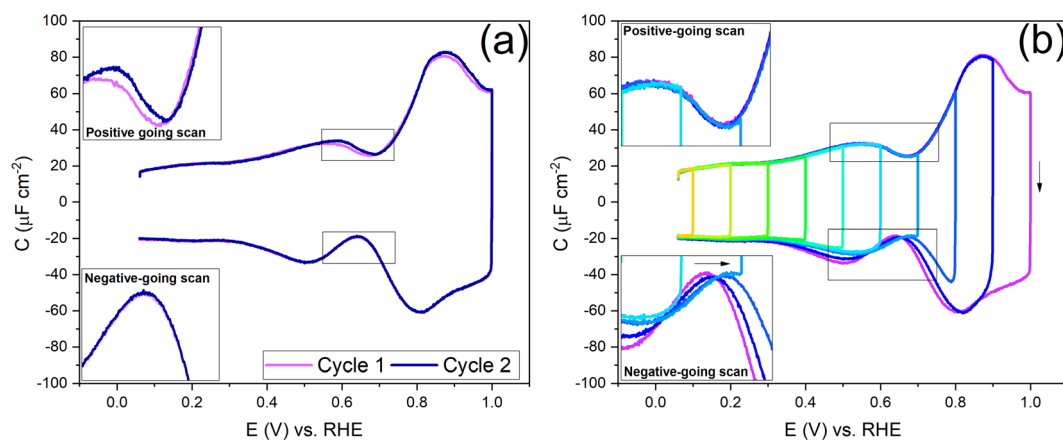 (a)
Positive going scan
Negative-going scan
Cycle 1 Cycle 2
100
80
60
40
20
0
-20
-40
-60
-80
-100
C (µF cm-2)
0.0 0.2 0.4 0.6 0.8 1.0
E (V) vs. RHE
(b)
Positive-going scan
Negative-going scan
100
80
60
40
20
0
-20
-40
-60
-80
-100
C (µF cm-2)
0.0 0.2 0.4 0.6 0.8 1.0
E (V) vs. RHE